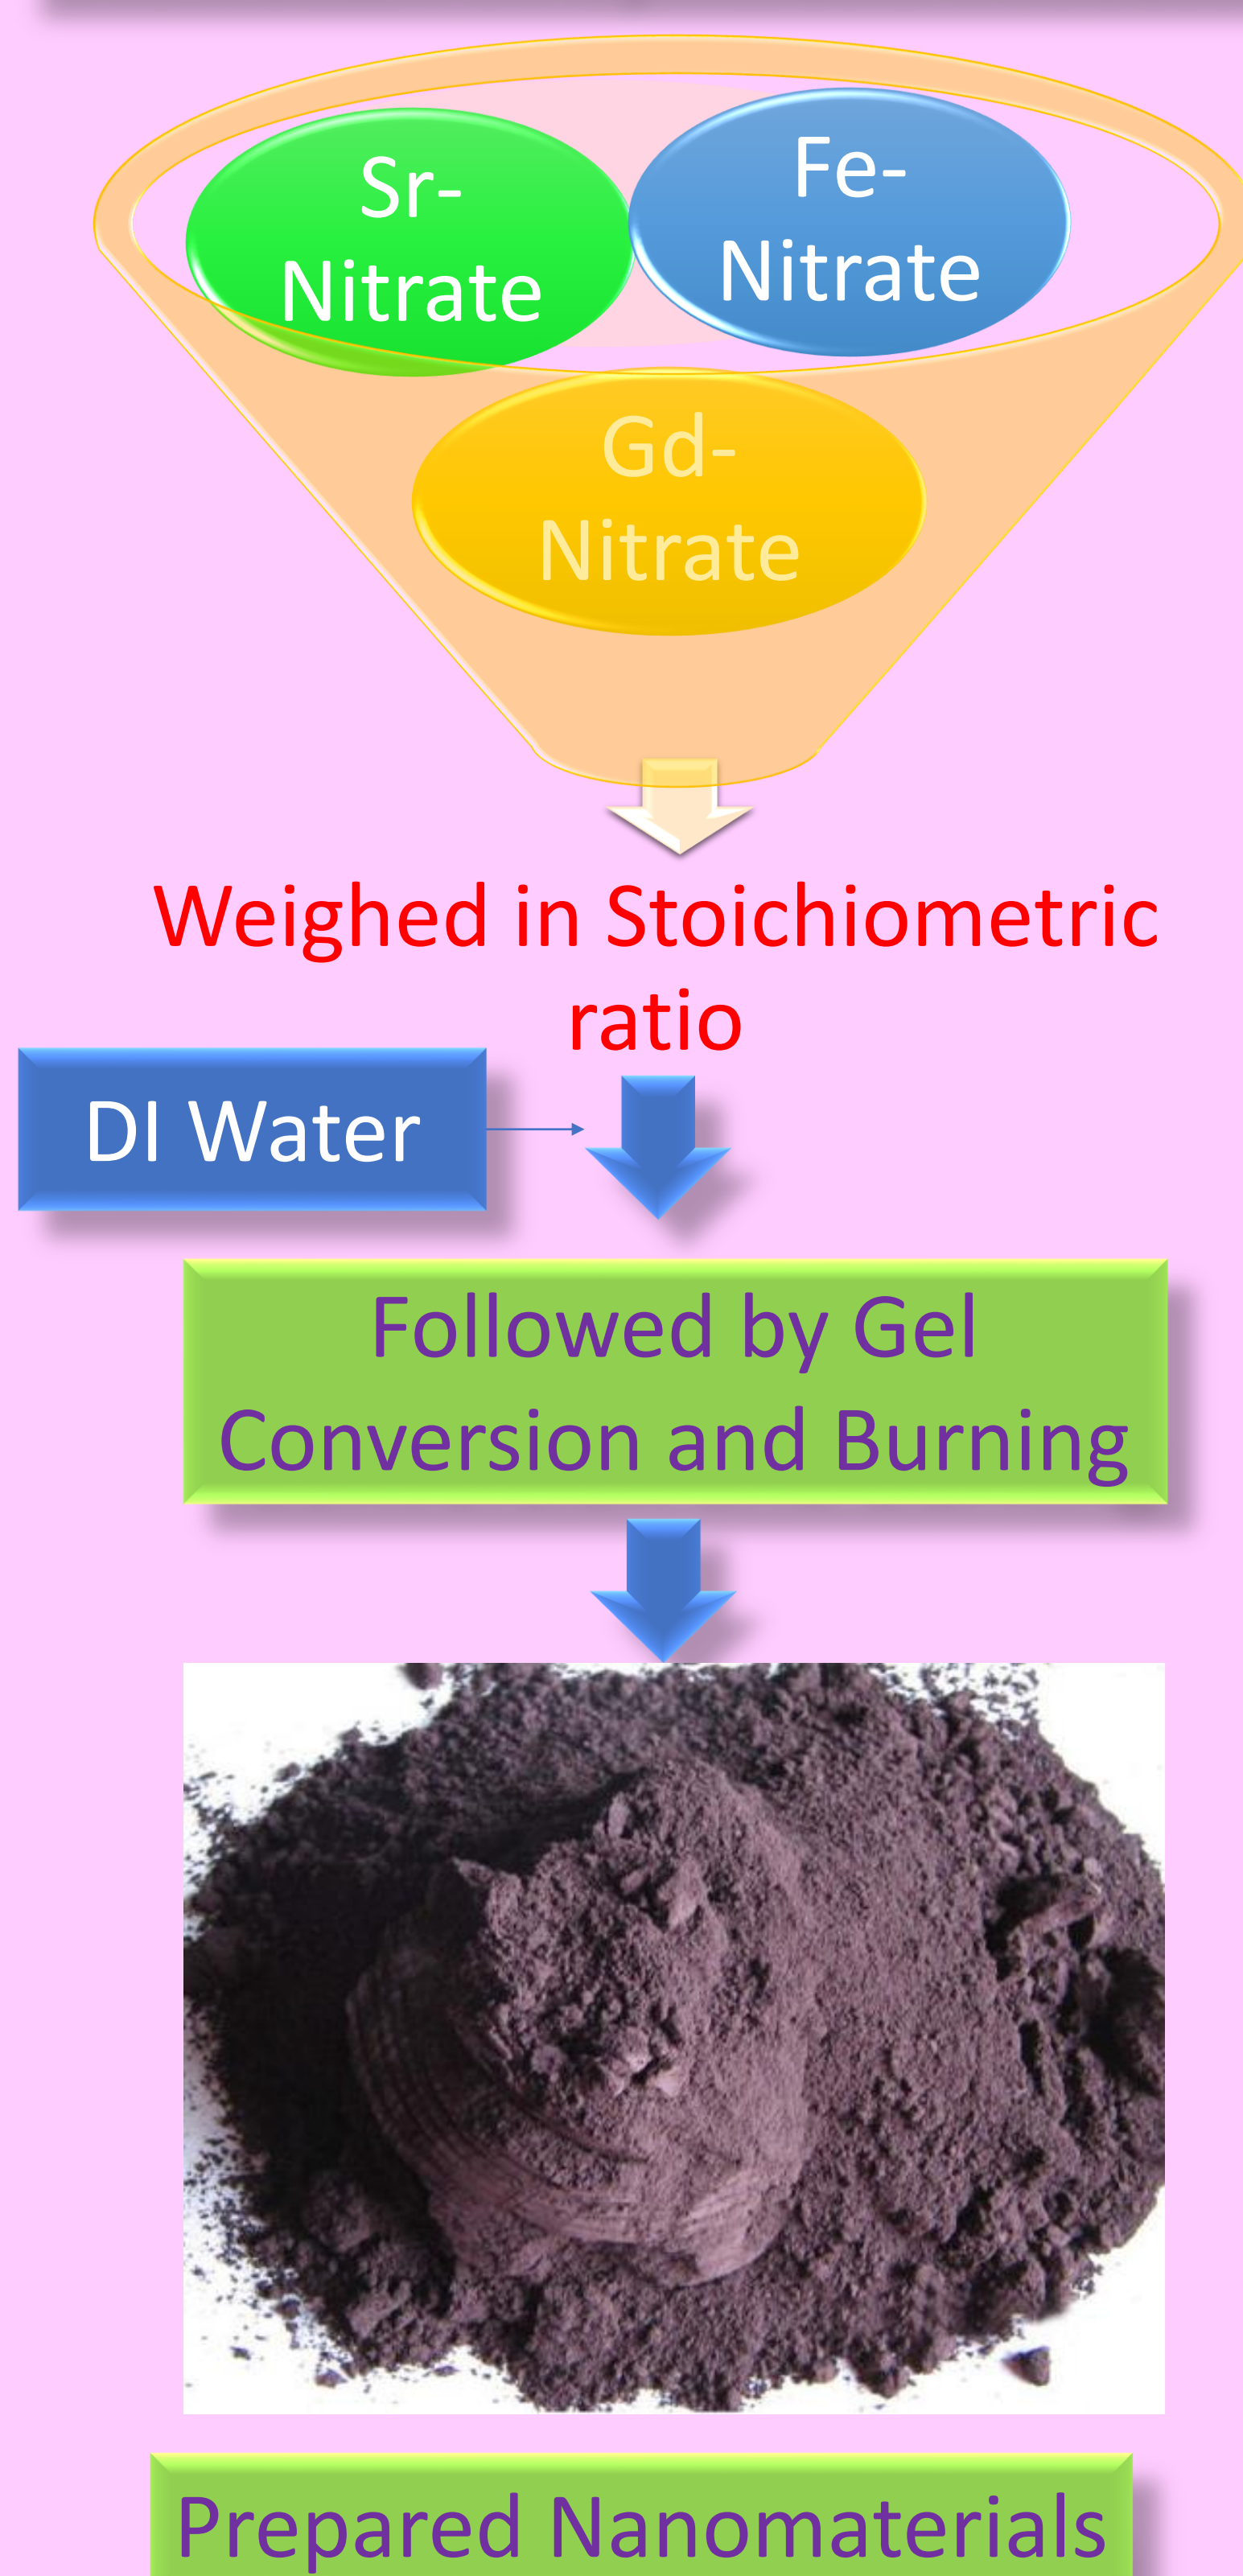 Sr-
Nitrate
Fe-
Nitrate
Gd-
Nitrate
Weighed in Stoichiometric
ratio
DI Water
Followed by Gel
Conversion and Burning
Prepared Nanomaterials